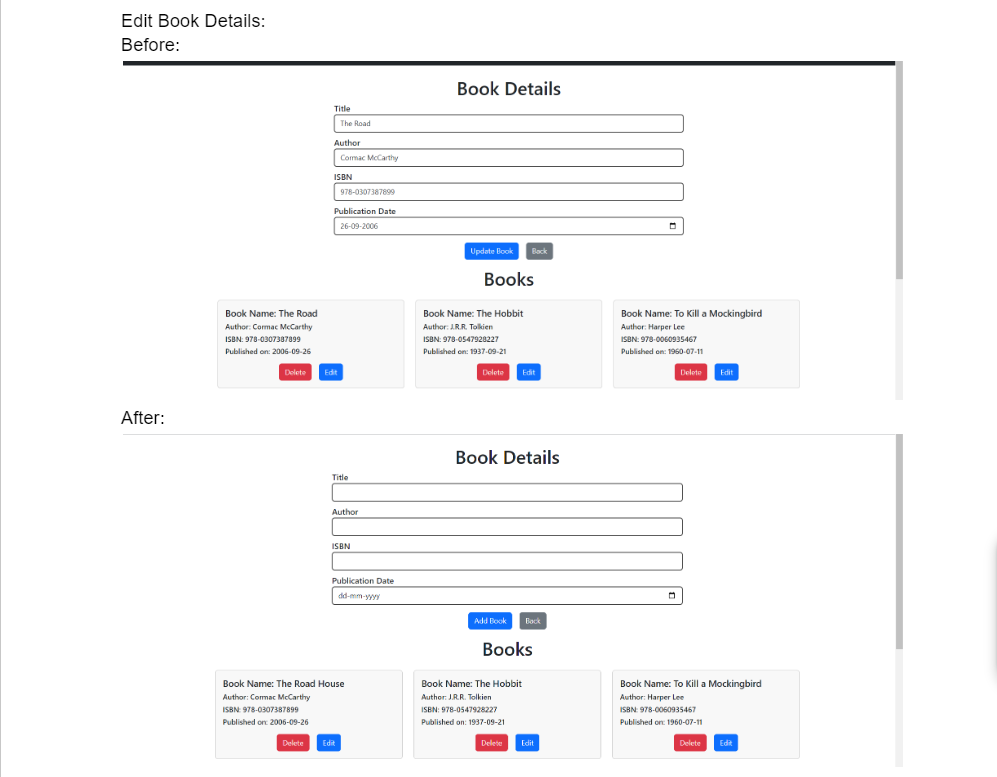 Edit Book Details:
Before:
Book Details
Title
The Road
Author
Cormac McCarthy
ISBN
978-0307387899
Publication Date
26-09-2006
Update Book Back
Books
Book Name: The Road
Author: Cormac McCarthy
ISBN: 978-0307387899
Published on: 2006-09-26
Delete Edit
Book Name: The Hobbit
Author: J.R.R. Tolkien
ISBN: 978-0547928227
Published on: 1937-09-21
Delete Edit
Book Name: To Kill a Mockingbird
Author: Harper Lee
ISBN: 978-0060935467
Published on: 1960-07-11
Delete Edit
After:
Book Details
Title
Author
ISBN
Publication Date
dd-mm-yyyy
Add Book Back
Books
Book Name: The Road House
Author: Cormac McCarthy
ISBN: 978-0307387899
Published on: 2006-09-26
Delete Edit
Book Name: The Hobbit
Author: J.R.R. Tolkien
ISBN: 978-0547928227
Published on: 1937-09-21
Delete Edit
Book Name: To Kill a Mockingbird
Author: Harper Lee
ISBN: 978-0060935467
Published on: 1960-07-11
Delete Edit